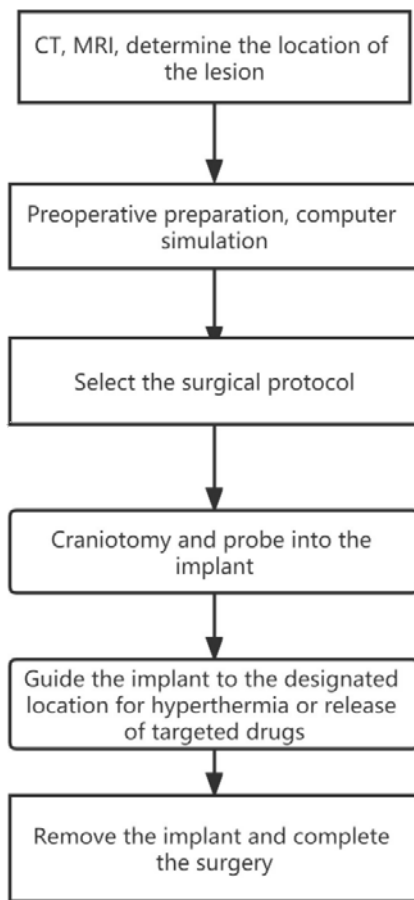 CT, MRI, determine the location of
the lesion
Preoperative preparation, computer
simulation
Select the surgical protocol
Craniotomy and probe into the
implant
Guide the implant to the designated
location for hyperthermia or release
of targeted drugs
Remove the implant and complete
the surgery